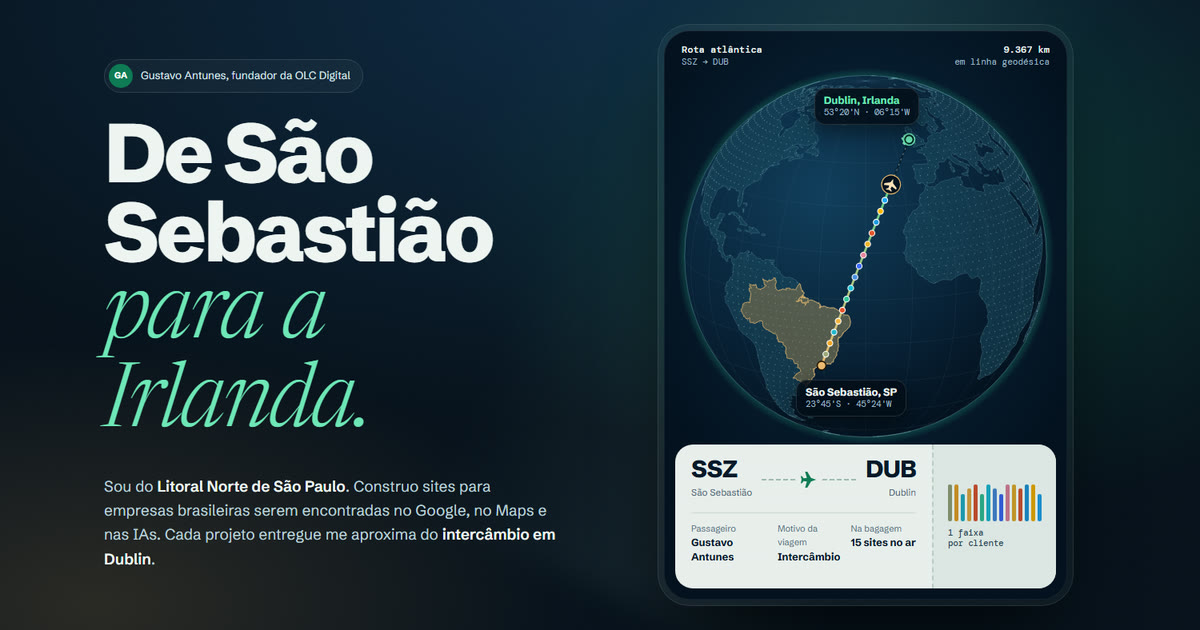 GA
Gustavo Antunes, fundador da OLC Digital
De São
Sebastião
para a
Irlanda.
Sou do Litoral Norte de São Paulo. Construo sites para
empresas brasileiras serem encontradas no Google, no Maps e
nas IAs. Cada projeto entregue me aproxima do intercâmbio em
Dublin.
Rota atlântica
SSZ → DUB
9.367 km
em linha geodésica
Dublin, Irlanda
53°20'N · 06°15'W
São Sebastião, SP
23°45'S · 45°24'W
SSZ
São Sebastião
DUB
Dublin
Passageiro
Gustavo
Antunes
Motivo da
viagem
Intercâmbio
Na bagagem
15 sites no ar
1 faixa
por cliente